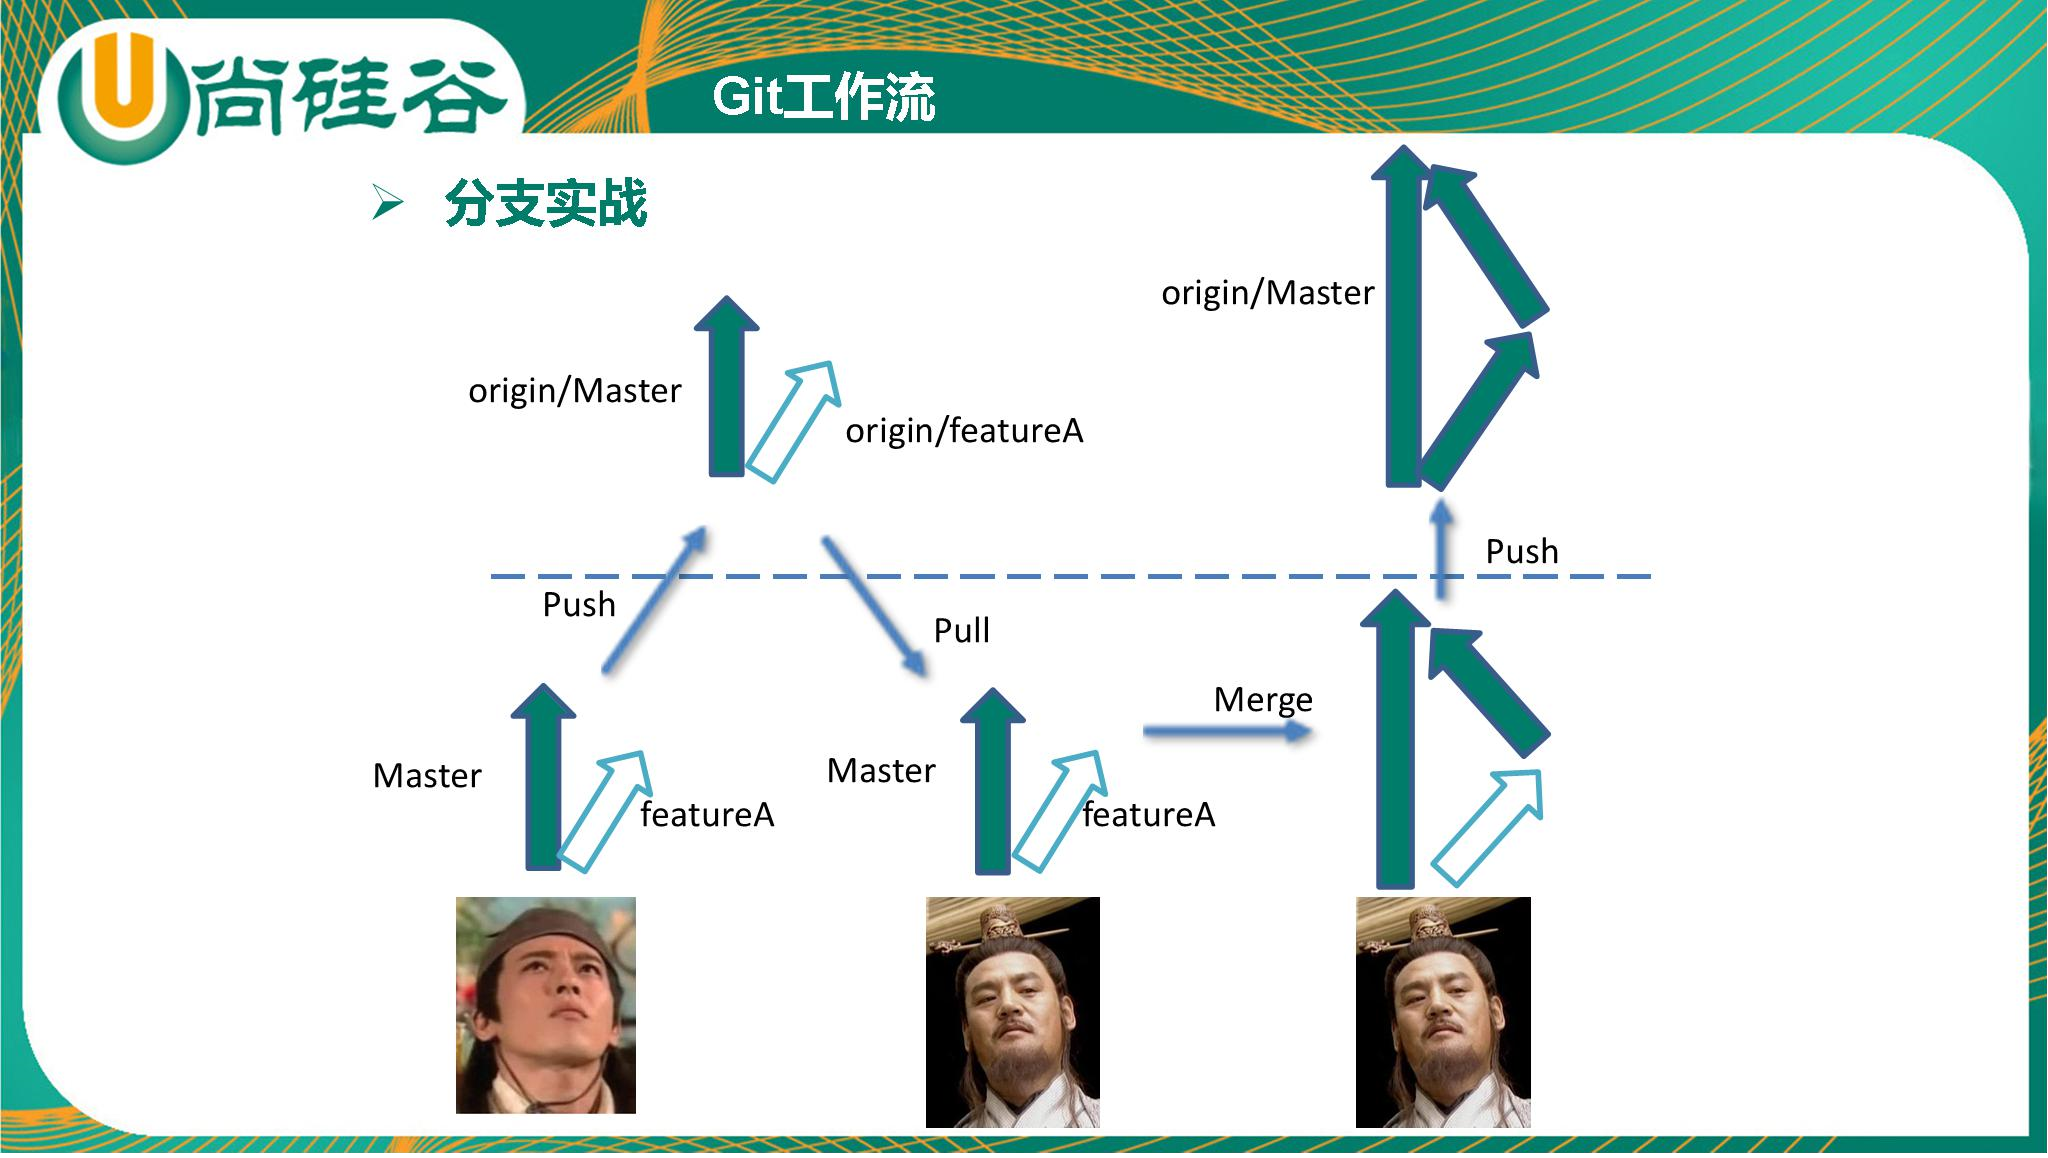 尚硅谷
Git工作流
分支实战
origin/Master
origin/Master
origin/featureA
Push
Push
Pull
Merge
Master
featureA
Master
featureA